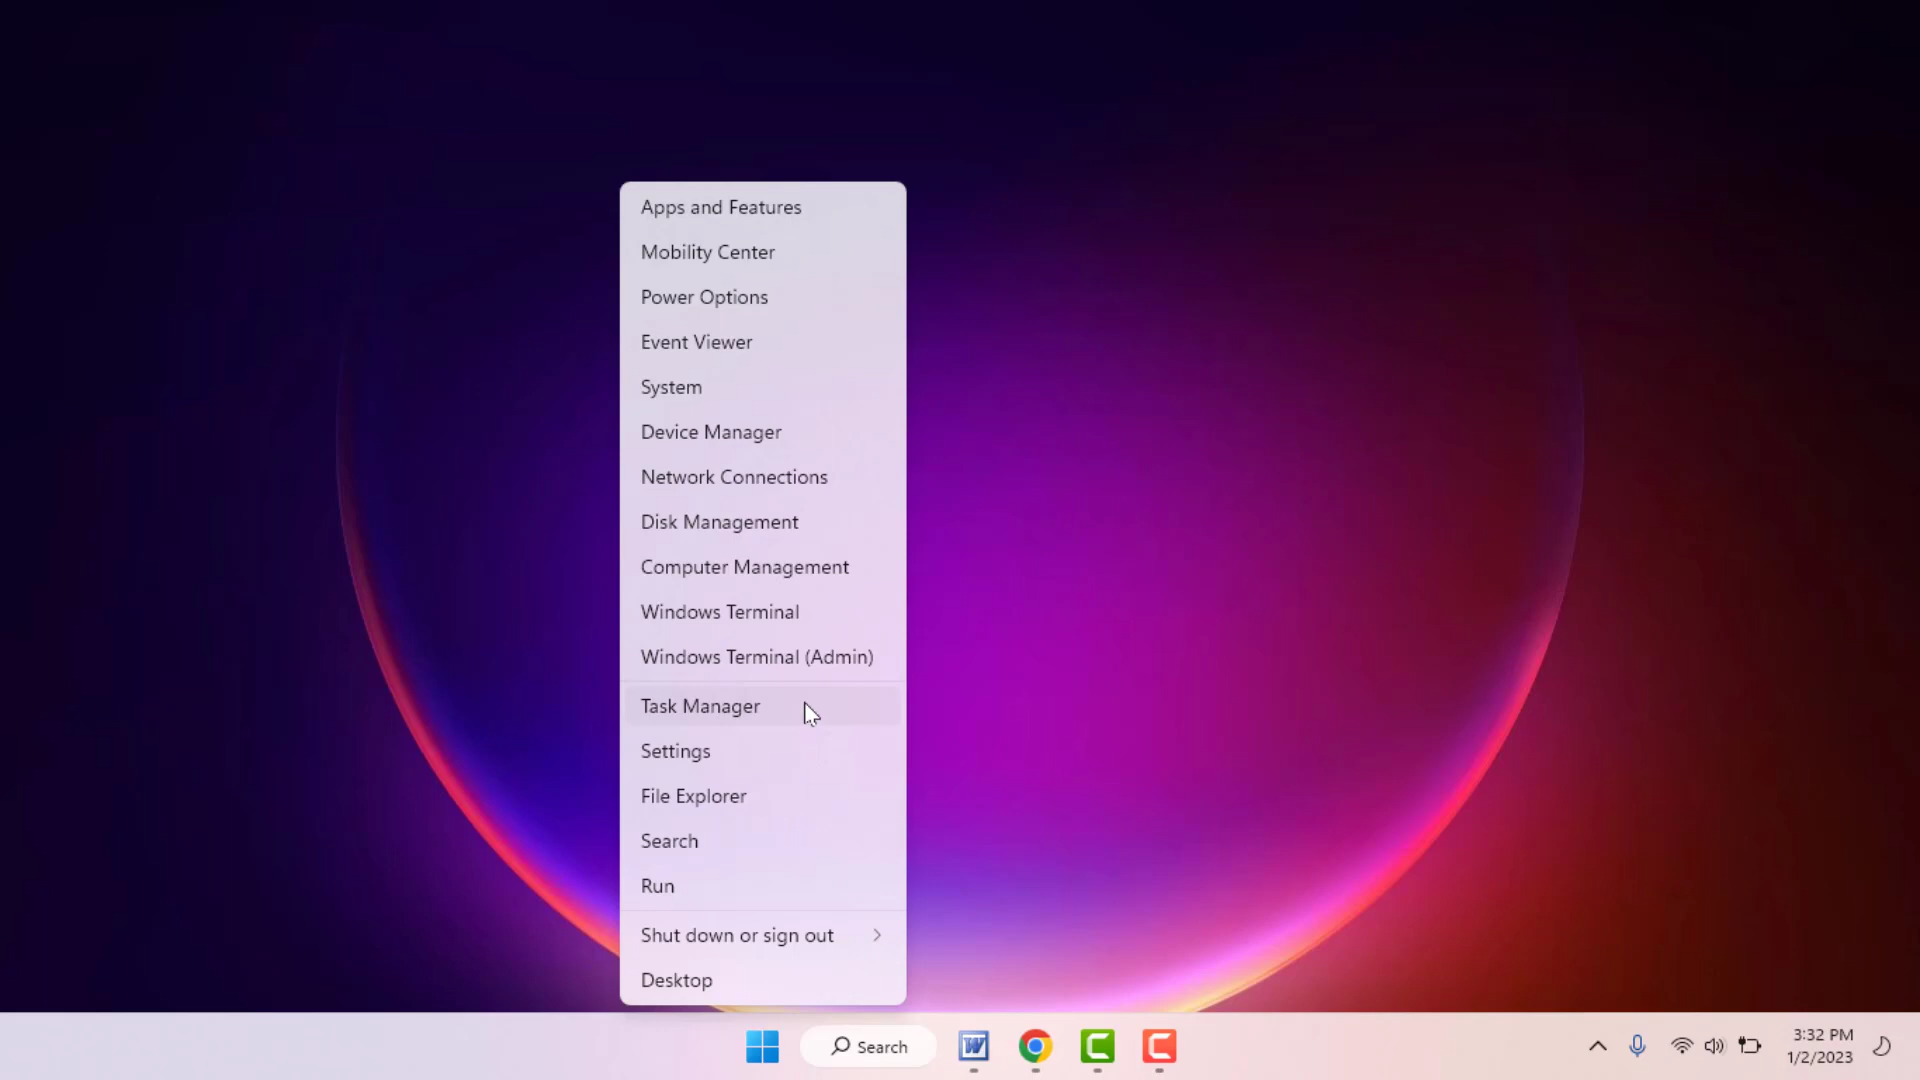 Apps and Features
Mobility Center
Power Options
Event Viewer
System
Device Manager
Network Connections
Disk Management
Computer Management
Windows Terminal
Windows Terminal (Admin)
Task Manager
Settings
File Explorer
Search
Run
Shut down or sign out
Desktop
Search
W
3:32 PM
1/2/2023